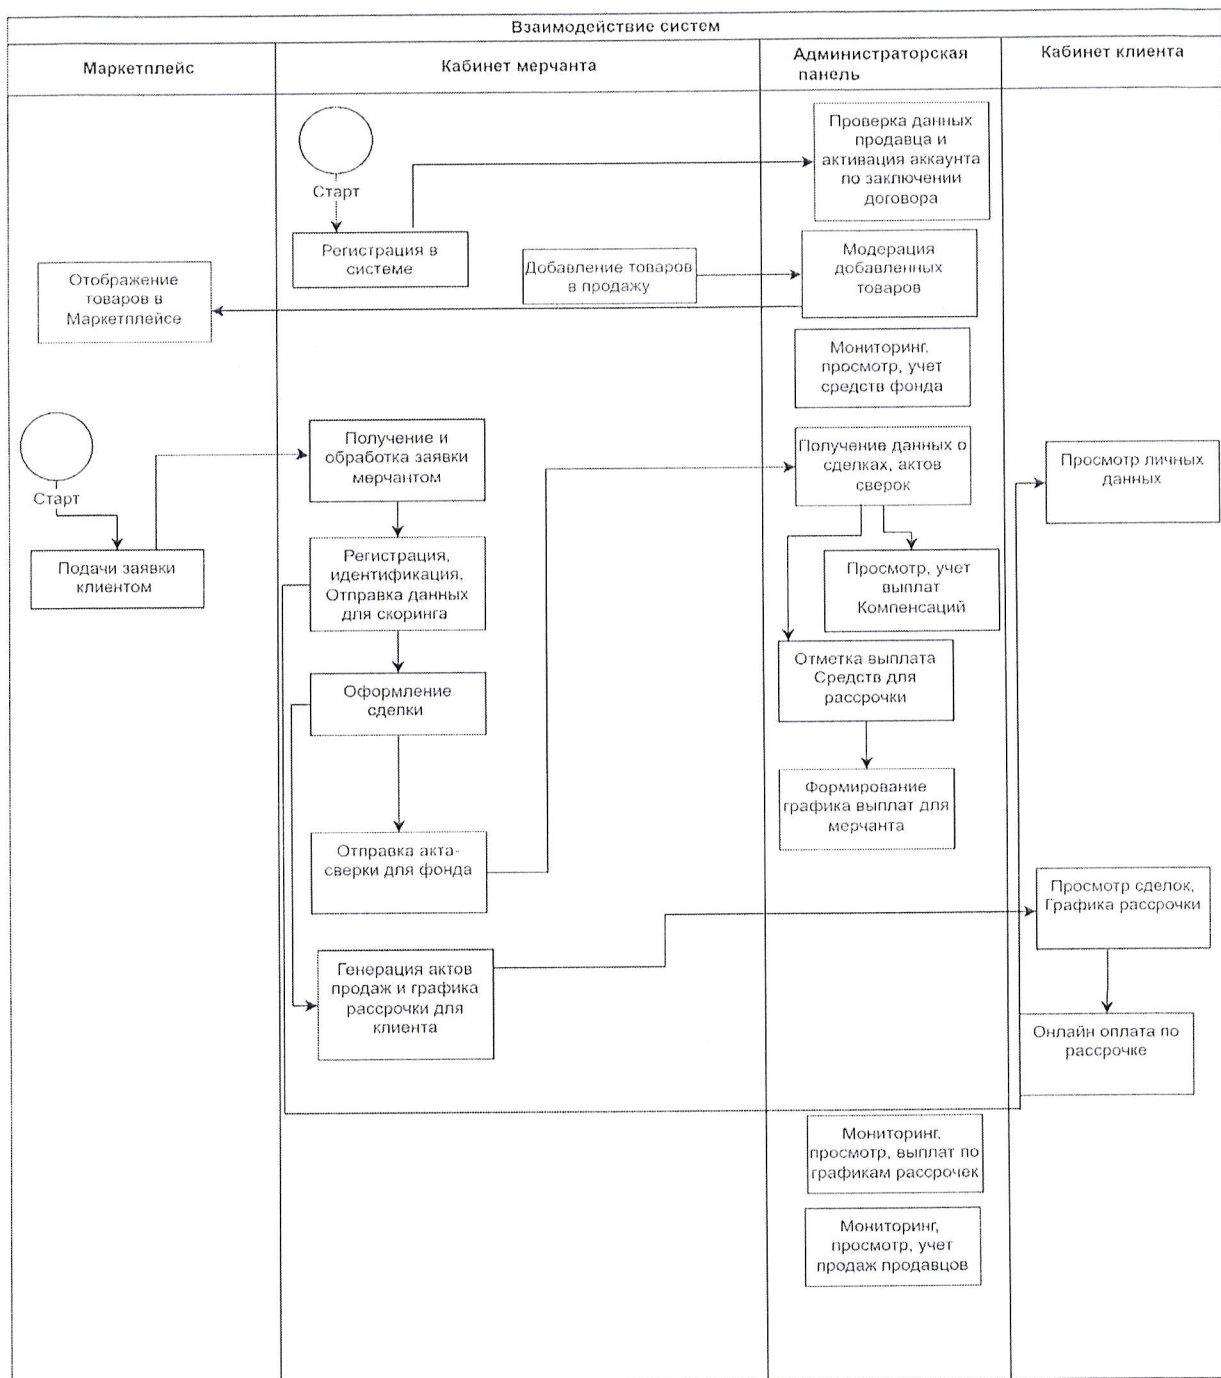 Взаимодействие систем
Маркетплейс
Кабинет мерчанта
Администраторская
панель
Кабинет клиента
Старт
Регистрация в
системе
Проверка данных
продавца и
активация аккаунта
по заключении
договора
Добавление товаров
в продажу
Модерация
добавленных
товаров
Отображение
товаров в
Маркетплейсе
Мониторинг,
просмотр, учет
средств фонда
Старт
Подачи заявки
клиентом
Получение и
обработка заявки
мерчантом
Получение данных о
сделках, актов
сверок
Просмотр личных
данных
Регистрация,
идентификация,
Отправка данных
для скоринга
Просмотр, учет
выплат
Компенсаций
Оформление
сделки
Отметка выплата
Средств для
рассрочки
Формирование
графика выплат для
мерчанта
Отправка акта-
сверки для фонда
Просмотр сделок,
Графика рассрочки
Генерация актов
продаж и графика
рассрочки для
клиента
Онлайн оплата по
рассрочке
Мониторинг,
просмотр, выплат по
графикам рассрочек
Мониторинг,
просмотр, учет
продаж продавцов